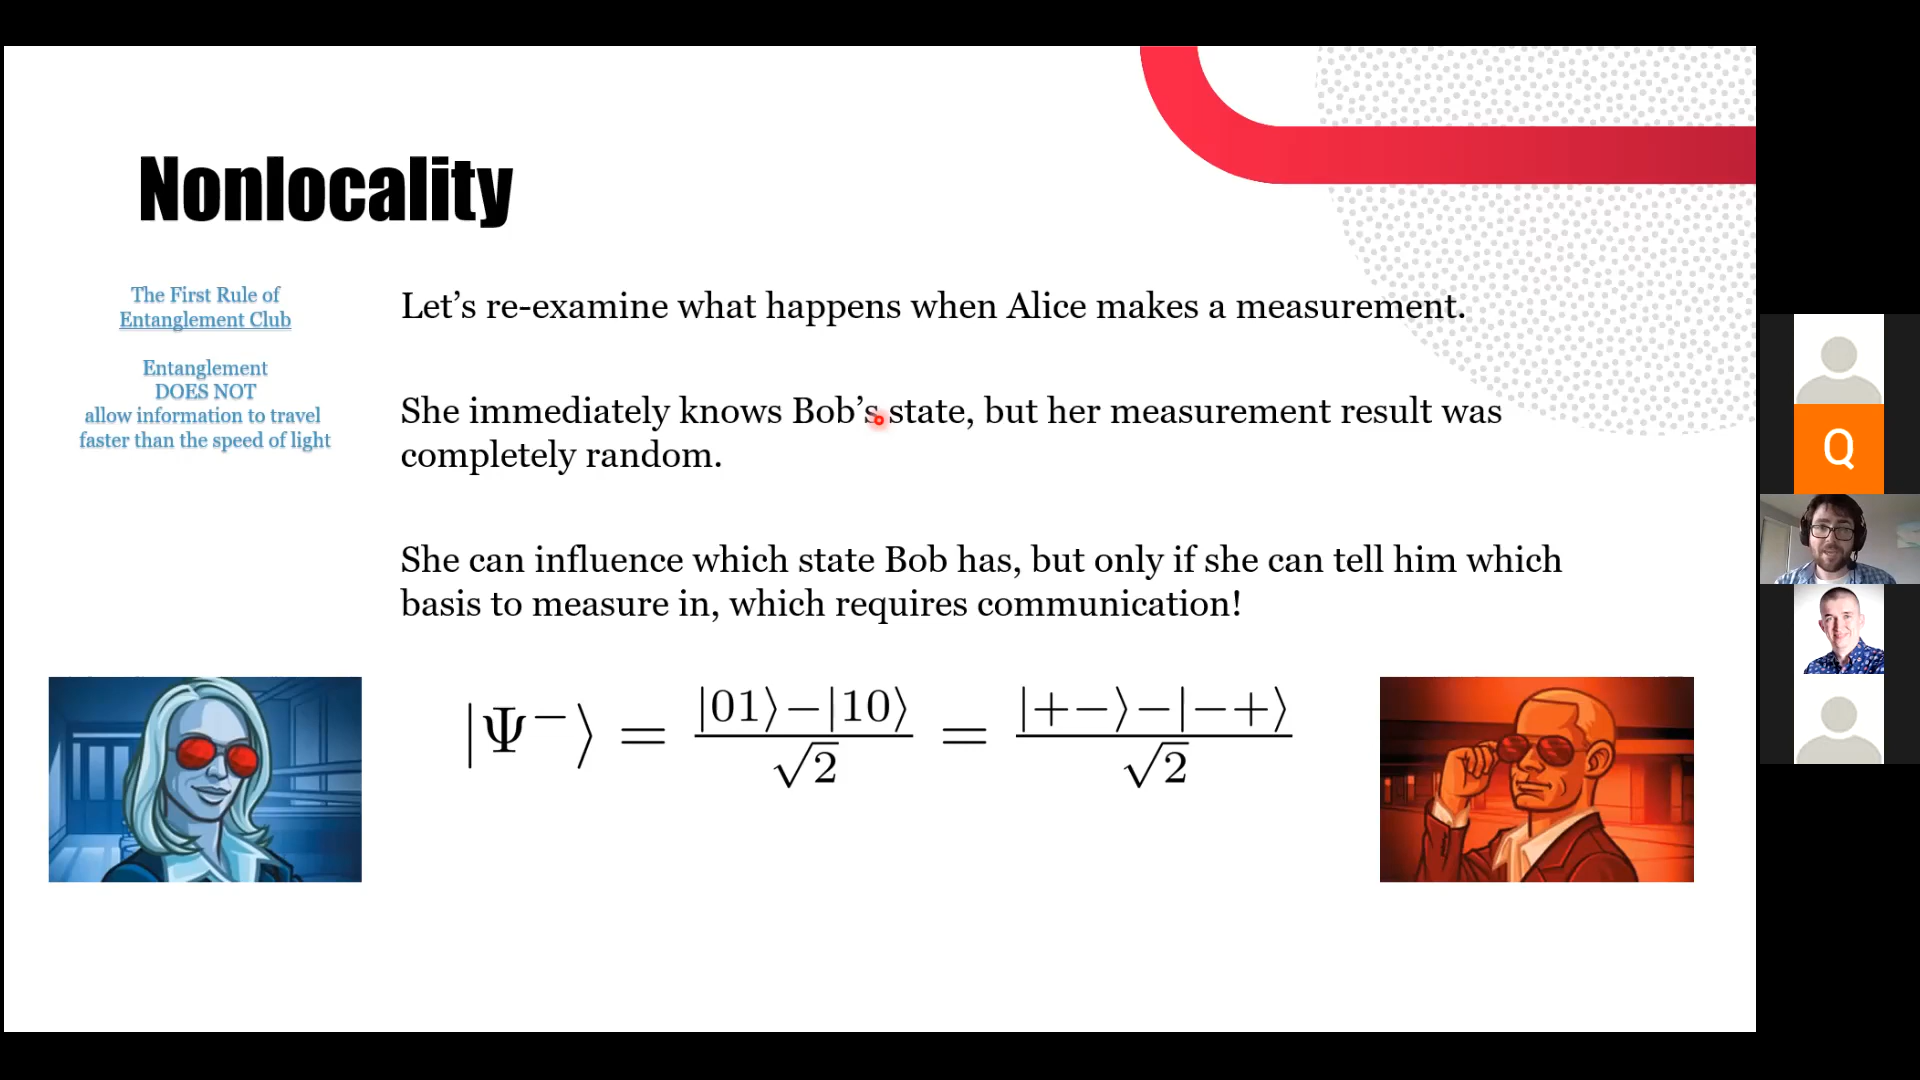 Nonlocality
The First Rule of
Entanglement Club
Entanglement
DOES NOT
allow information to travel
faster than the speed of light
Let’s re-examine what happens when Alice makes a measurement.
She immediately knows Bob’s state, but her measurement result was
completely random.
She can influence which state Bob has, but only if she can tell him which
basis to measure in, which requires communication!
|Ψ⁻⟩ = |01⟩−|10⟩/√2 = |+−⟩−|−+⟩/√2
Q